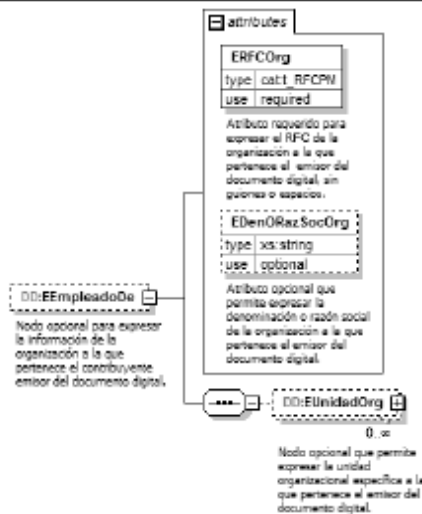 attributes
ERFCOrg
type catt_RFCPM
use required
Atributo requerido para
expresar el RFC de la
organización a la que
pertenece el emisor del
documento digital, sin
guiones o espacios.
EDenORazSocOrg
type xs:string
use optional
Atributo opcional que
permite expresar la
denominación o razón social
de la organización a la que
pertenece el emisor del
documento digital.
DD:EEmpleadoDe
Nodo opcional para expresar
la información de la
organización a la que
pertenece el contribuyente
emisor del documento digital.
DD:EUnidadOrg
0..∞
Nodo opcional que permite
expresar la unidad
organizacional específica a la
que pertenece el emisor del
documento digital.